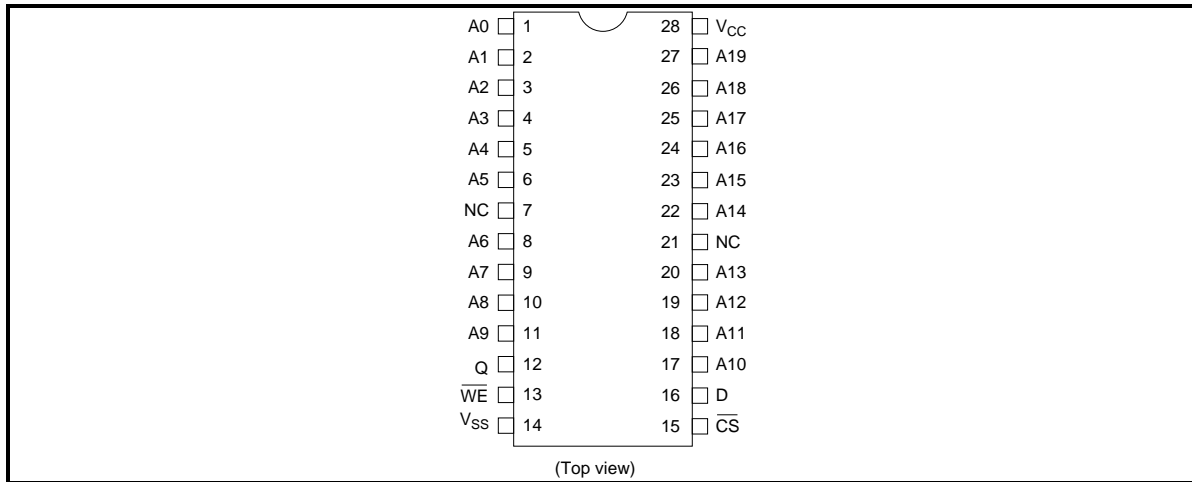 A0 1 28 VCC
A1 2 27 A19
A2 3 26 A18
A3 4 25 A17
A4 5 24 A16
A5 6 23 A15
NC 7 22 A14
A6 8 21 NC
A7 9 20 A13
A8 10 19 A12
A9 11 18 A11
Q 12 17 A10
W̅E̅ 13 16 D
VSS 14 15 C̅S̅
(Top view)